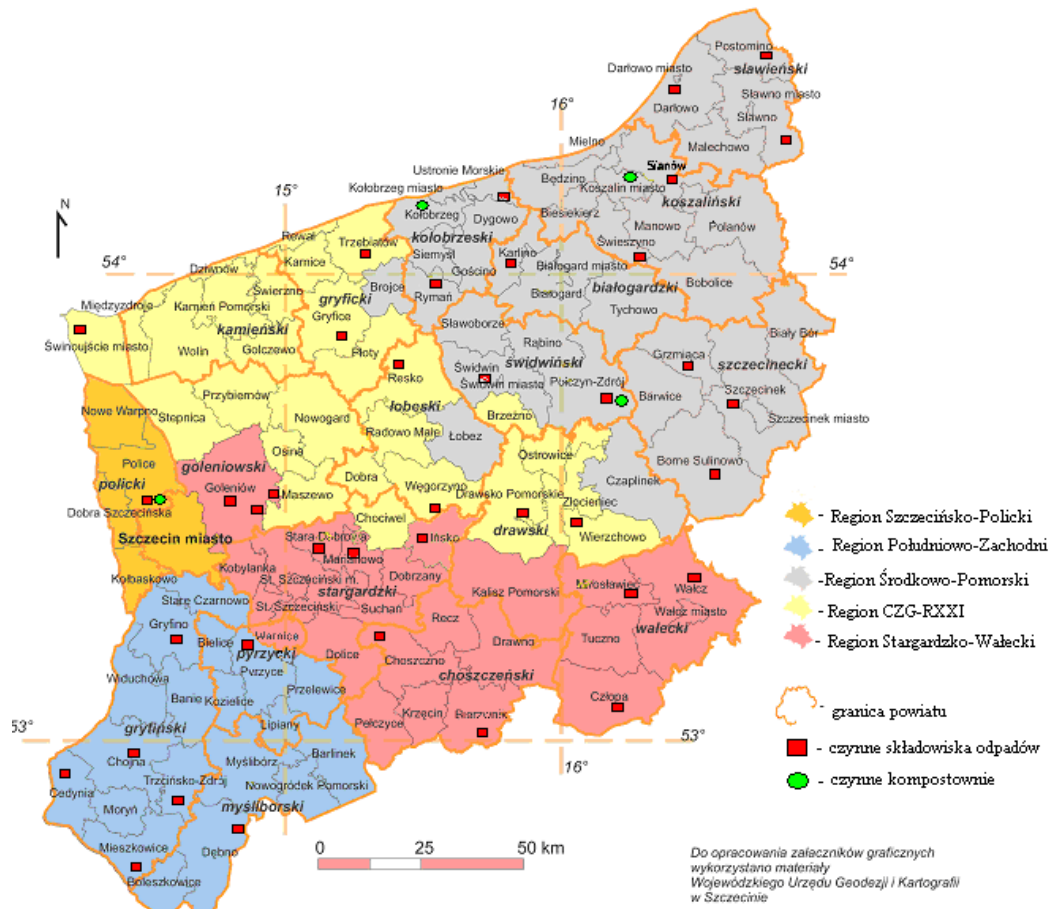 Postomino
sławieński
Darłowo miasto
Sławno miasto
Darłowo
Sławno
16°
Mielno
Malechowo
Sianów
Ustronie Morskie
Będzino
Koszalin miasto
Kołobrzeg miasto
15°
koszaliński
N
Kołobrzeg
Dygowo
Biesiekierz
Manowo
Polanów
Rewal
Trzebiatów
kołobrzeski
Świeszyno
54°
Karnice
Siemyśl
Karlino
Białogard miasto
54°
Dziwnów
Gościno
Świerzno
Brojce
białogardzki
Bobolice
Międzyzdroje
Kamień Pomorski
gryficki
Rymań
Białogard
Tychowo
Gryfice
kamieński
Sławoborze
Rąbino
Biały Bór
Świnoujście miasto
Wolin
Golczewo
Płoty
świdwiński
Grzmiąca
szczecinecki
Resko
Świdwin
Świdwin miasto
Połczyn-Zdrój
Szczecinek
Przybiernów
Barwice
Nowe Warpno
Stepnica
łobeski
Brzeżno
Szczecinek miasto
Nowogard
Radowo Małe
Łobez
Osina
Ostrowice
Police
goleniowski
Borne Sulinowo
Dobra
Czaplinek
policki
Goleniów
Maszewo
Węgorzyno
Drawsko Pomorskie
Złocieniec
Dobra Szczecińska
Chociwel
drawski
Wierzchowo
Szczecin miasto
Stara Dąbrowa
Ińsko
Marianowo
Kobylanka
Dobrzany
Kołbaskowo
St. Szczeciński m.
Mirosławiec
Wałcz
stargardzki
Kalisz Pomorski
Stare Czarnowo
St. Szczeciński
Suchań
Wałcz miasto
Recz
wałecki
Gryfino
Bielice
Warnice
Drawno
Tuczno
pyrzycki
Dolice
Choszczno
Pyrzyce
choszczeński
Widuchowa
Przelewice
Banie
Kozielice
Człopa
Krzęcin
Bierzwnik
53°
gryfiński
Lipiany
Pełczyce
53°
Barlinek
Chojna
Myślibórz
16°
Cedynia
Trzcińsko-Zdrój
Nowogródek Pomorski
Moryń
myśliborski
Mieszkowice
Dębno
Boleszkowice
0 25 50 km
- Region Szczecińsko-Policki
- Region Południowo-Zachodni
-Region Środkowo-Pomorski
- Region CZG-RXXI
- Region Stargardzko-Wałecki
- granica powiatu
- czynne składowiska odpadów
- czynne kompostownie
Do opracowania załaczników graficznych
wykorzystano materiały
Wojewódzkiego Urzędu Geodezji i Kartografii
w Szczecinie